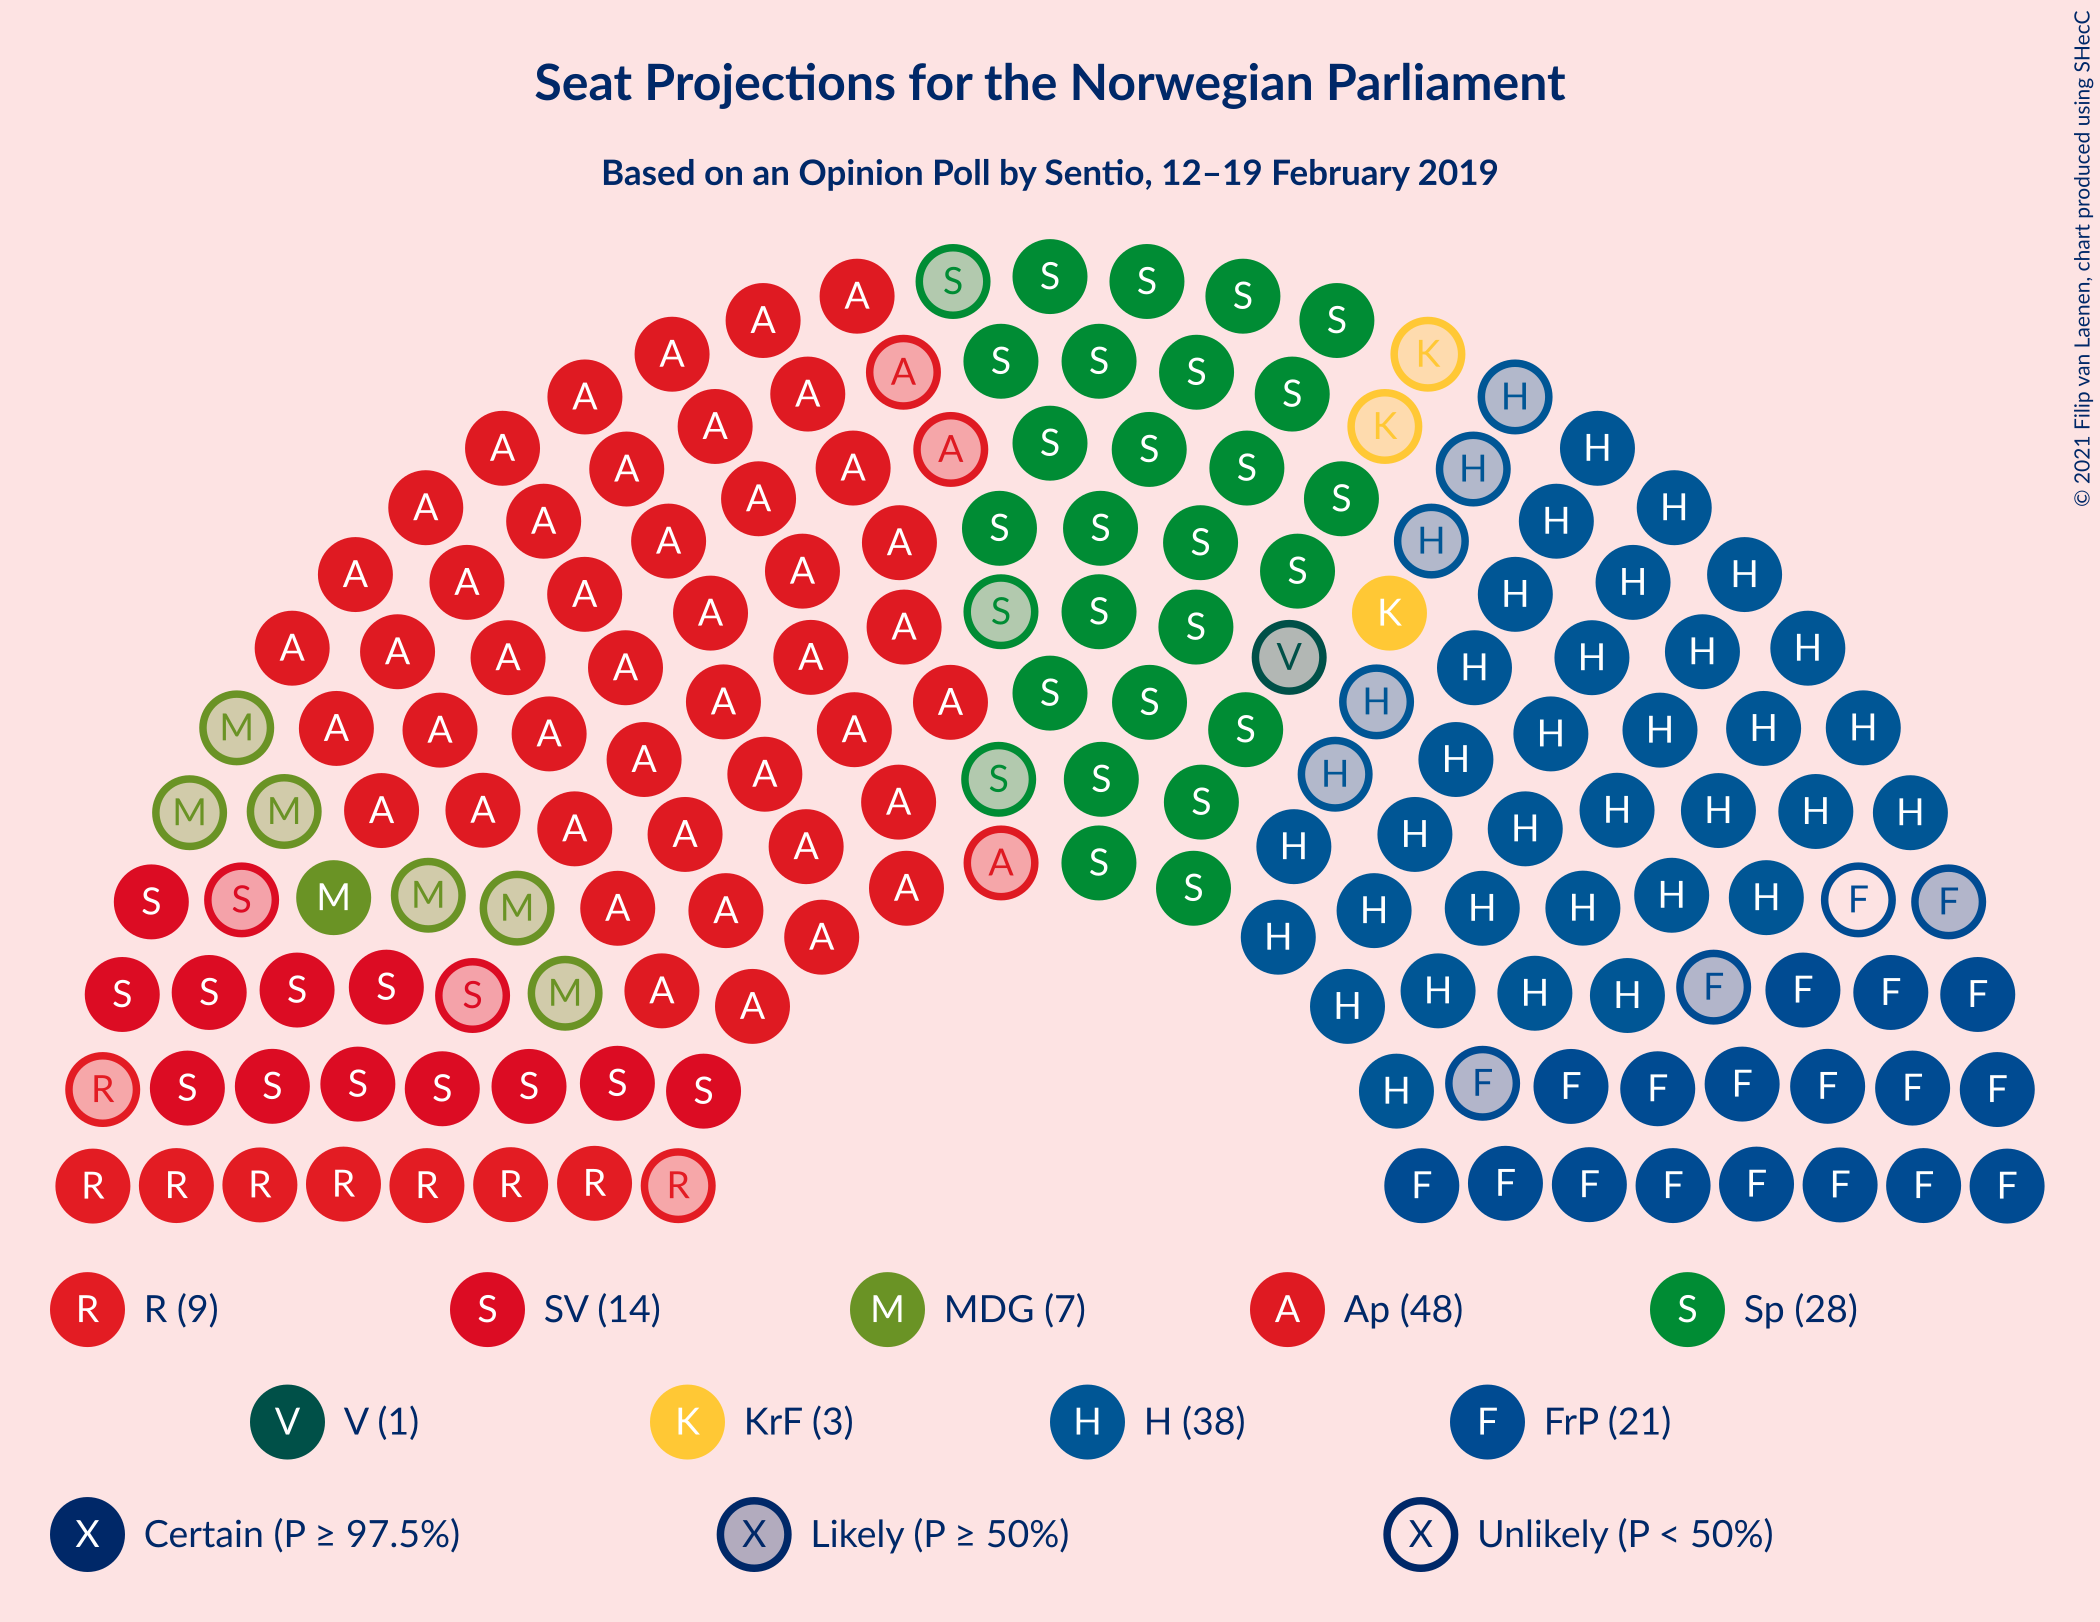 Seat Projections for the Norwegian Parliament
Based on an Opinion Poll by Sentio, 12–19 February 2019
© 2021 Filip van Laenen, chart produced using SHecC
A S S S S
A S
A A S S S K
A A S H
A A A S S K H
A A S H
A A A S S S H H
A A S H
A A A A S H H H
A A S S S K
A A A A A V H H H H
A A S S H
M A A A A S H H H H
A A S S H H
M M A A A A A S H H H H H H
A A S H
S S M M M A A A S H H H H H F F
A H
S S S S S M A A H H H H F F F F
R S S S S S S S H F F F F F F F
R R R R R R R R F F F F F F F F
R R (9) S SV (14) M MDG (7) A Ap (48) S Sp (28)
V V (1) K KrF (3) H H (38) F FrP (21)
X Certain (P ≥ 97.5%) X Likely (P ≥ 50%) X Unlikely (P < 50%)